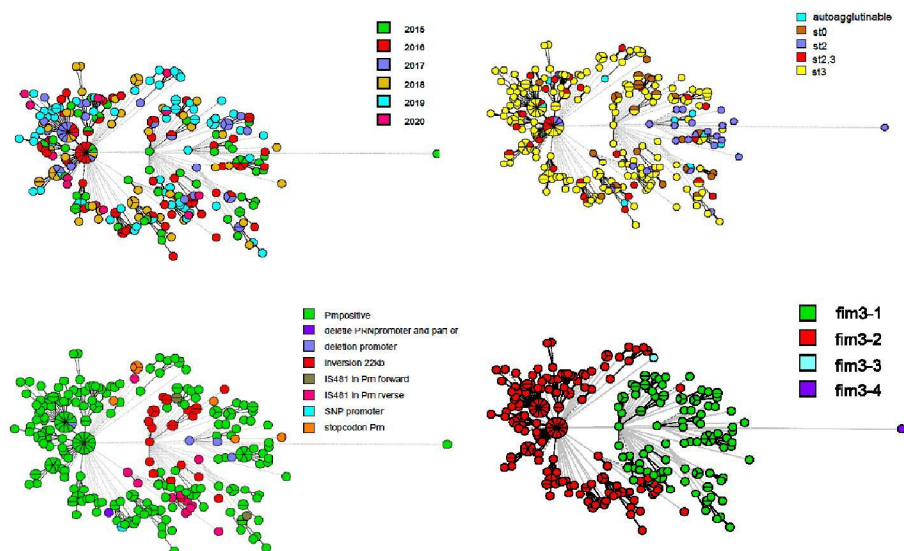 2015
2016
2017
2018
2019
2020
autoagglutinable
st0
st2
st2,3
st3
Prnpositive
deletie PRNpromoter and part of
deletion promoter
Inversion 22kb
IS481 in Prn forward
IS481 in Prn rverse
SNP promoter
stopcodon Prn
fim3-1
fim3-2
fim3-3
fim3-4